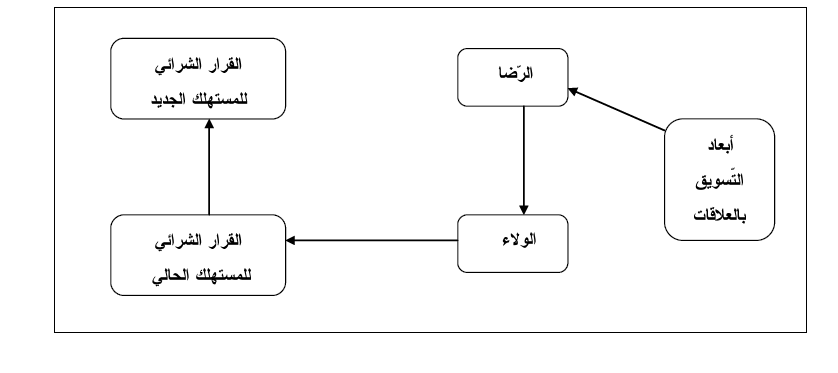 القرار الشرائي
للمستهلك الجديد
الرّضا
أبعاد
التّسويق
بالعلاقات
الولاء
القرار الشرائي
للمستهلك الحالي